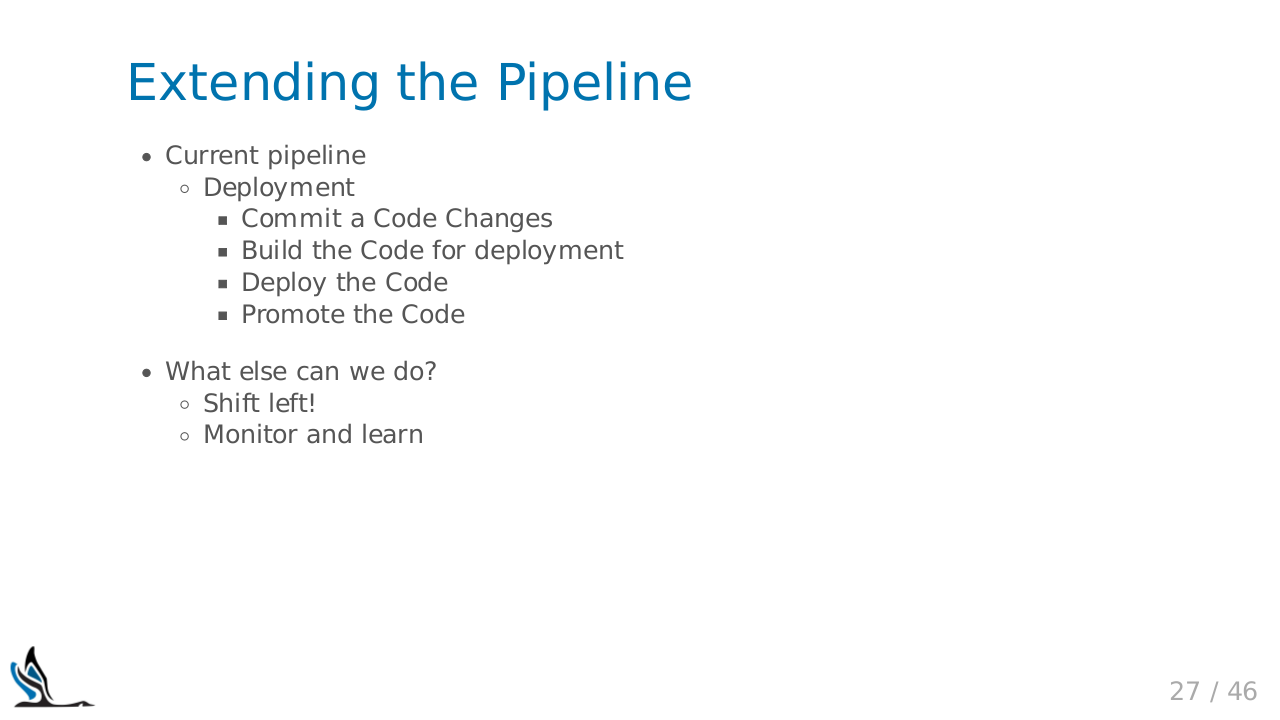 Extending the Pipeline
Current pipeline
Deployment
Commit a Code Changes
Build the Code for deployment
Deploy the Code
Promote the Code
What else can we do?
Shift left!
Monitor and learn
27 / 46